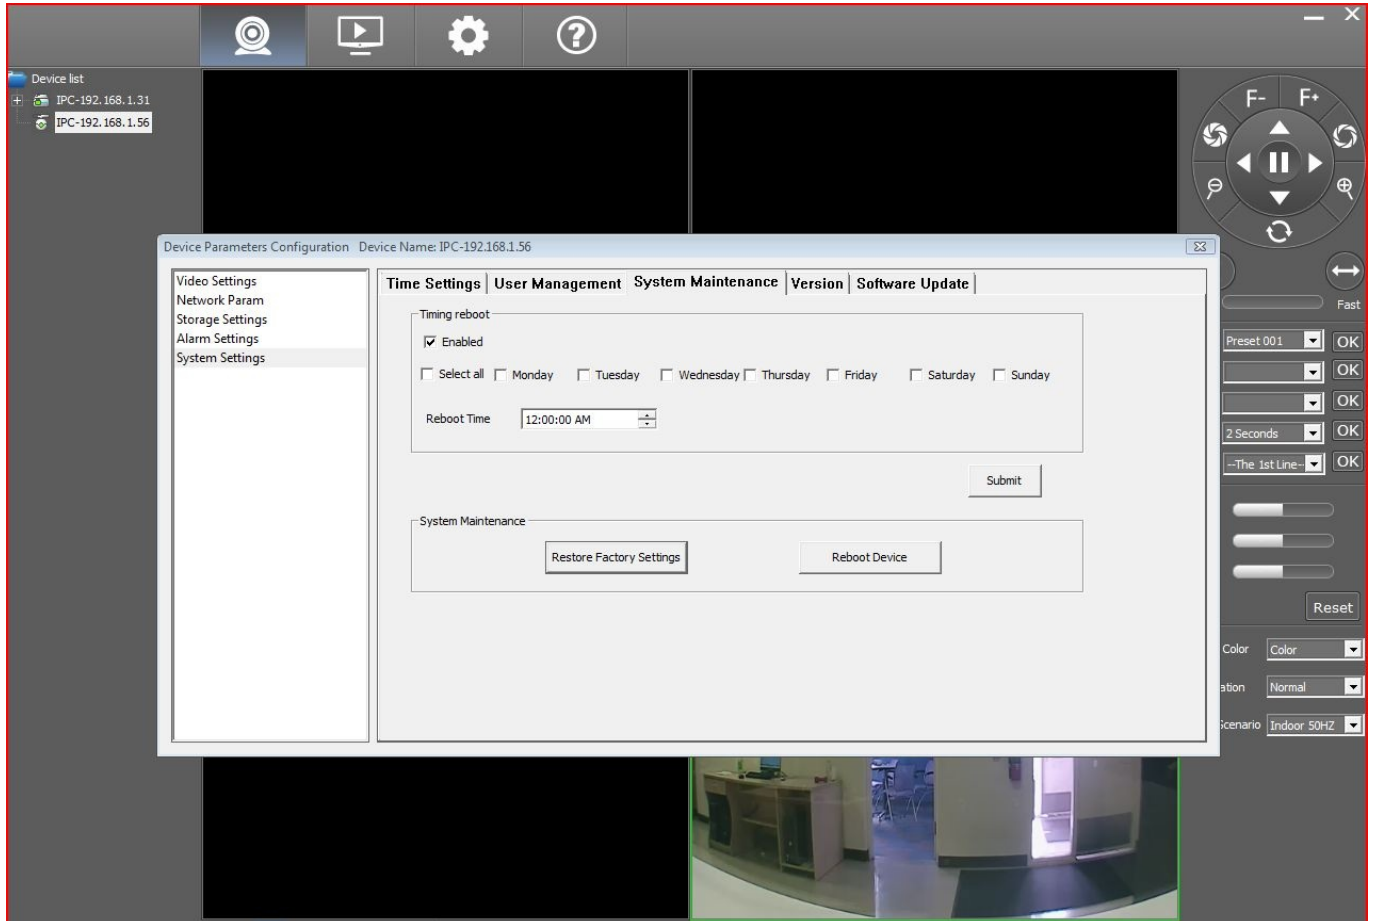 Device list
IPC-192.168.1.31
IPC-192.168.1.56
F- F+
Device Parameters Configuration Device Name: IPC-192.168.1.56
Video Settings
Network Param
Storage Settings
Alarm Settings
System Settings
Time Settings User Management System Maintenance Version Software Update
Timing reboot
Enabled
Select all Monday Tuesday Wednesday Thursday Friday Saturday Sunday
Reboot Time 12:00:00 AM
Submit
System Maintenance
Restore Factory Settings Reboot Device
Fast
Preset 001 OK
OK
OK
2 Seconds OK
--The 1st Line-- OK
Reset
Color Color
ation Normal
Scenario Indoor 50HZ